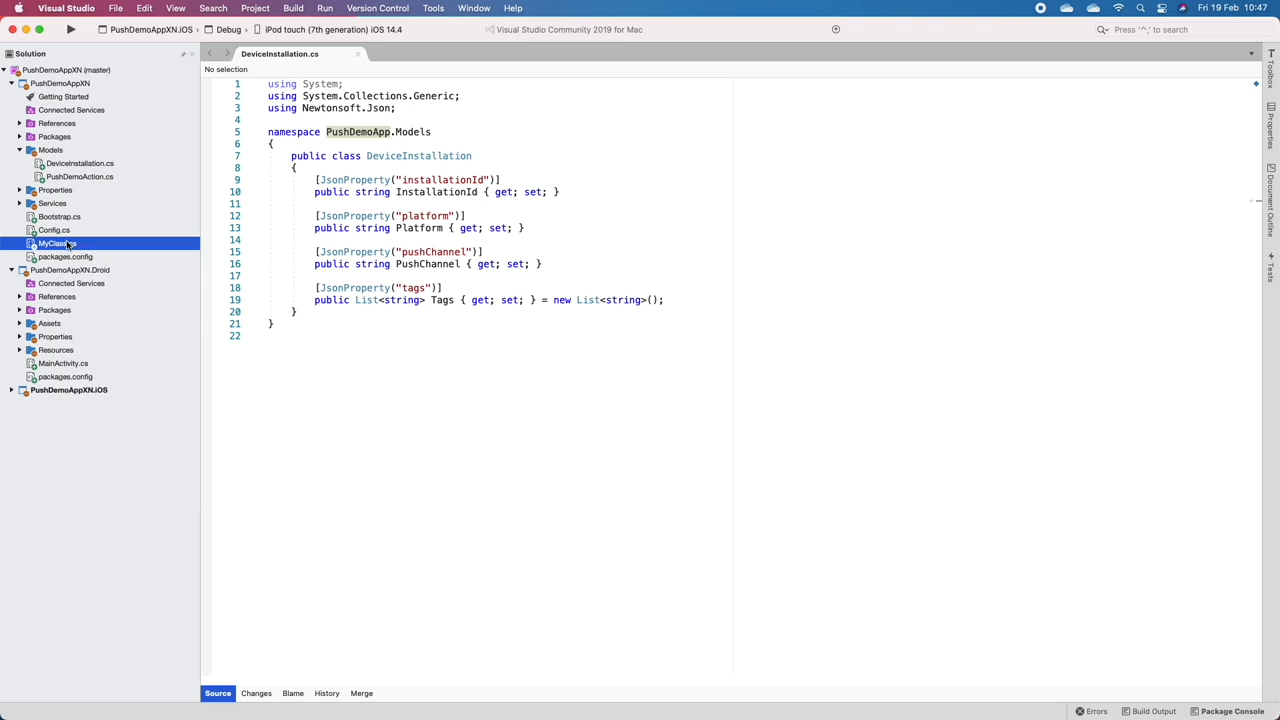 Visual Studio File Edit View Search Project Build Run Version Control Tools Window Help Fri 19 Feb 10:47
PushDemoAppXN.iOS › Debug › iPod touch (7th generation) iOS 14.4 Visual Studio Community 2019 for Mac Press '^,' to search
Solution
PushDemoAppXN (master)
PushDemoAppXN
Getting Started
Connected Services
References
Packages
Models
DeviceInstallation.cs
PushDemoAction.cs
Properties
Services
Bootstrap.cs
Config.cs
packages.config
PushDemoAppXN.Droid
Connected Services
References
Packages
Assets
Properties
Resources
MainActivity.cs
packages.config
PushDemoAppXN.iOS
DeviceInstallation.cs
No selection
1 using System;
2 using System.Collections.Generic;
3 using Newtonsoft.Json;
4
5 namespace PushDemoApp.Models
6 {
7 public class DeviceInstallation
8 {
9 [JsonProperty("installationId")]
10 public string InstallationId { get; set; }
11
12 [JsonProperty("platform")]
13 public string Platform { get; set; }
14
15 [JsonProperty("pushChannel")]
16 public string PushChannel { get; set; }
17
18 [JsonProperty("tags")]
19 public List<string> Tags { get; set; } = new List<string>();
20 }
21 }
22
Toolbox
Properties
Document Outline
Tests
Source Changes Blame History Merge
Errors Build Output Package Console